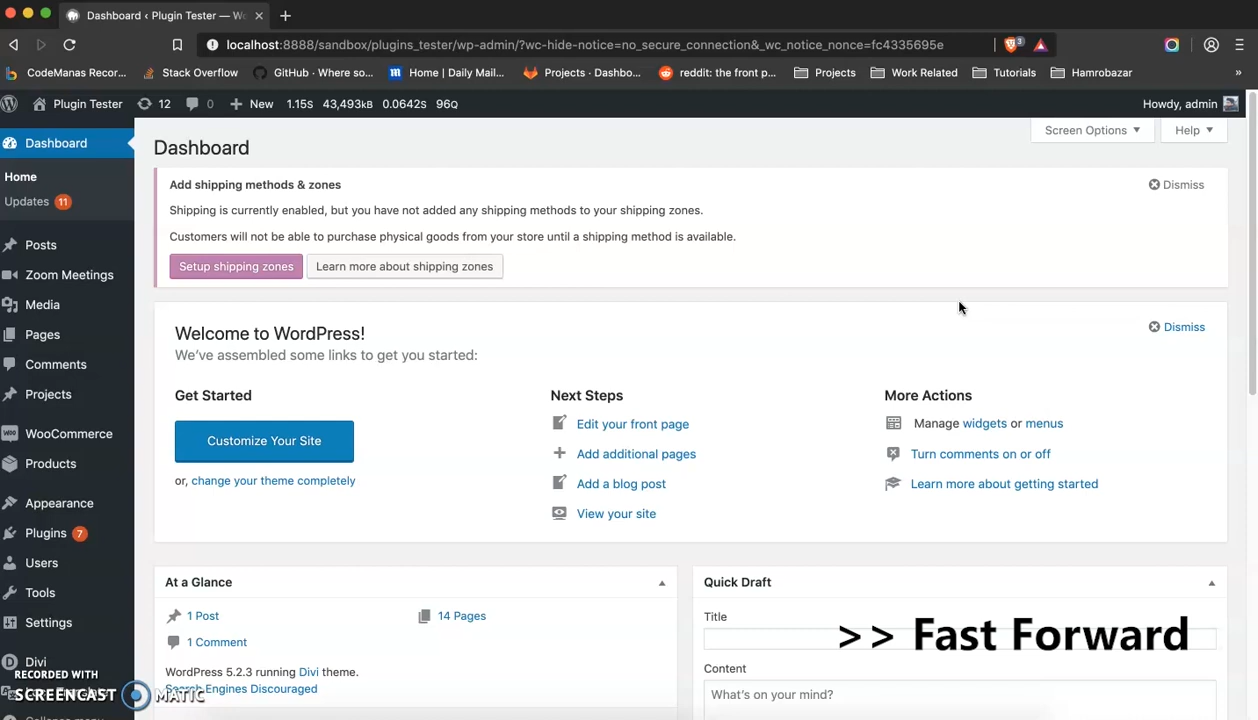 Dashboard ‹ Plugin Tester — Wo
localhost:8888/sandbox/plugins_tester/wp-admin/?wc-hide-notice=no_secure_connection&_wc_notice_nonce=fc4335695e
3
CodeManas Recor... Stack Overflow GitHub · Where so... Home | Daily Mail... Projects · Dashbo... reddit: the front p... Projects Work Related Tutorials Hamrobazar »
Plugin Tester 12 0 New 1.15S 43,493KB 0.0642S 96Q Howdy, admin
Dashboard
Home
Updates 11
Posts
Zoom Meetings
Media
Pages
Comments
Projects
WooCommerce
Products
Appearance
Plugins 7
Users
Tools
Settings
Divi
Screen Options ▼ Help ▼
Dashboard
Add shipping methods & zones Dismiss
Shipping is currently enabled, but you have not added any shipping methods to your shipping zones.
Customers will not be able to purchase physical goods from your store until a shipping method is available.
Setup shipping zones Learn more about shipping zones
Welcome to WordPress! Dismiss
We've assembled some links to get you started:
Get Started
Customize Your Site
or, change your theme completely
Next Steps
Edit your front page
Add additional pages
Add a blog post
View your site
More Actions
Manage widgets or menus
Turn comments on or off
Learn more about getting started
At a Glance
1 Post 14 Pages
1 Comment
WordPress 5.2.3 running Divi theme.
Search Engines Discouraged
Quick Draft
Title
Content
What's on your mind?
>> Fast Forward
RECORDED WITH
SCREENCAST MATIC